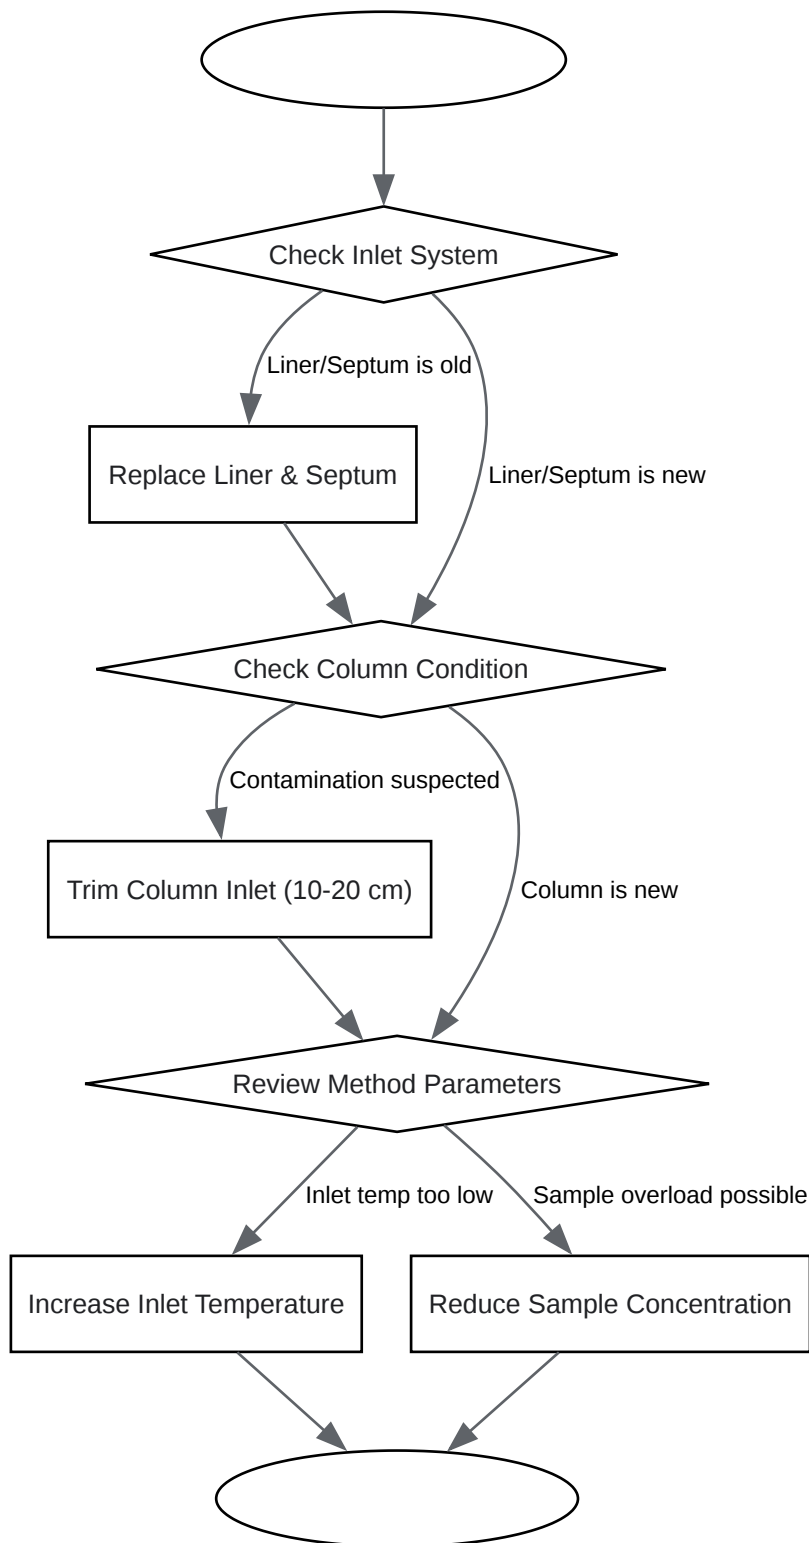 Check Inlet System
Liner/Septum is old
Replace Liner & Septum
Liner/Septum is new
Check Column Condition
Contamination suspected
Trim Column Inlet (10-20 cm)
Column is new
Review Method Parameters
Inlet temp too low
Sample overload possible
Increase Inlet Temperature
Reduce Sample Concentration